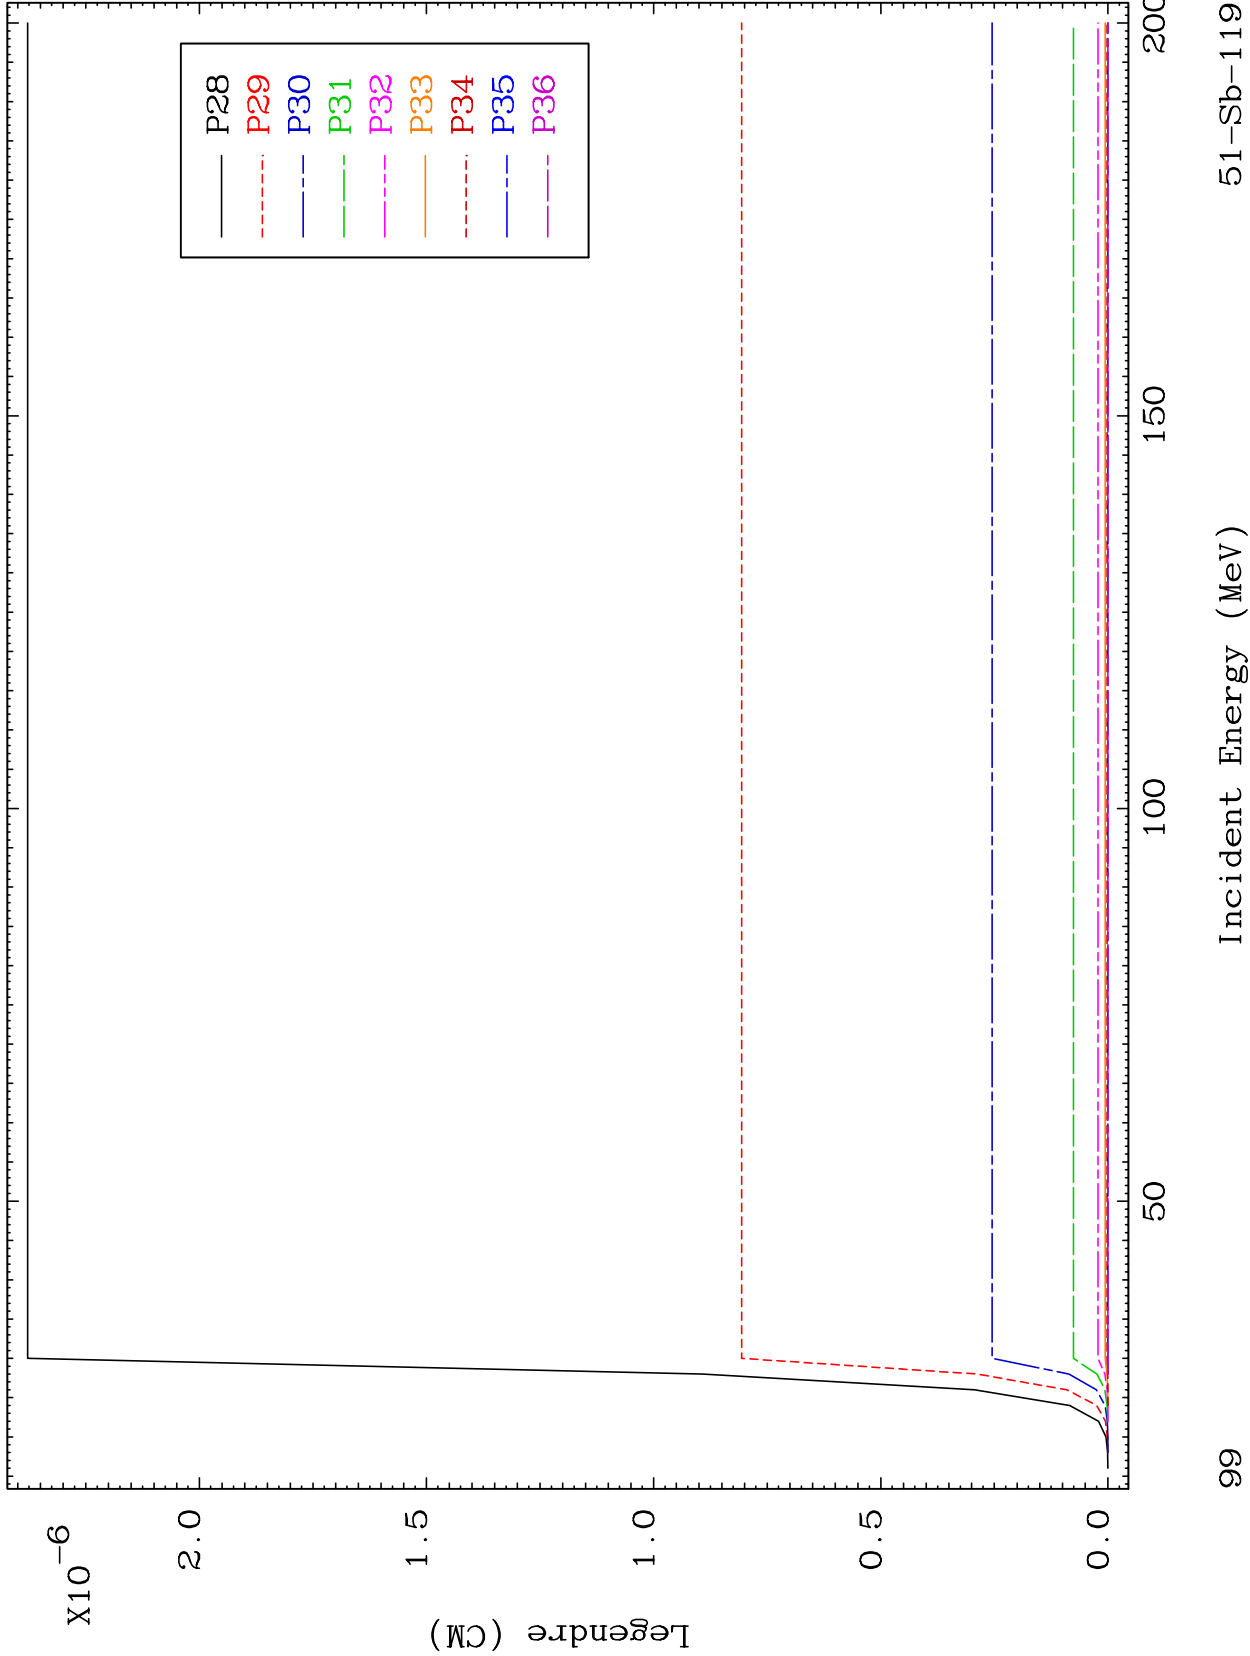 X10-6
2.0
1.5
1.0
0.5
0.0
Legendre (CM)
P28
P29
P30
P31
P32
P33
P34
P35
P36
50
100
150
200
Incident Energy (MeV)
99
51-Sb-119